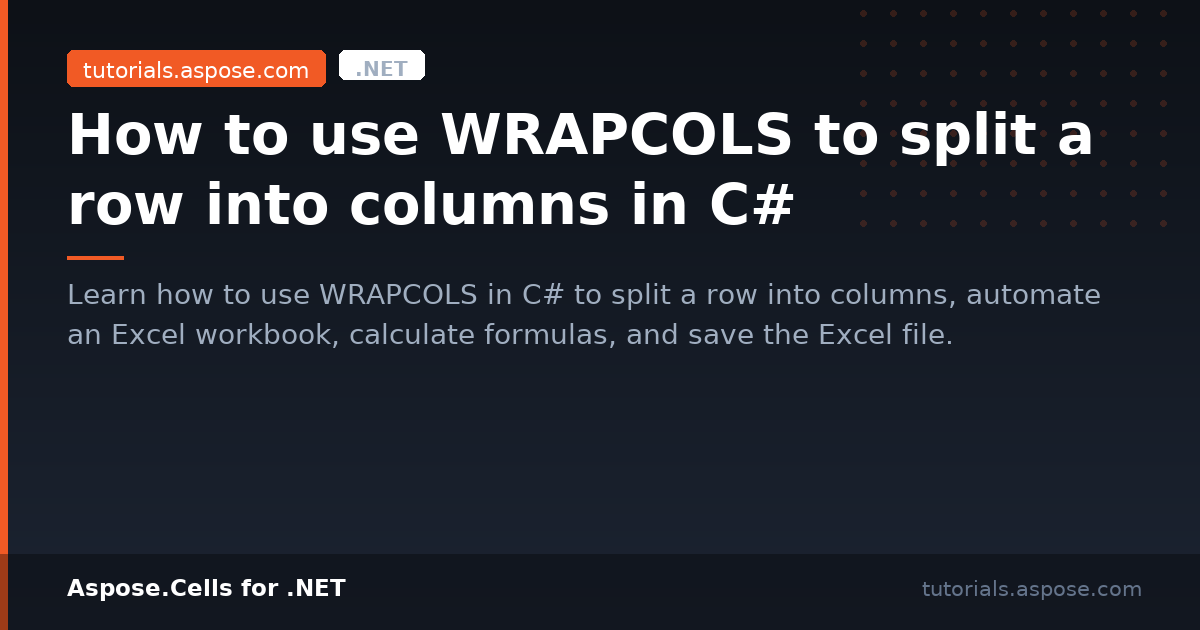 tutorials.aspose.com
.NET
How to use WRAPCOLS to split a
row into columns in C#
Learn how to use WRAPCOLS in C# to split a row into columns, automate
an Excel workbook, calculate formulas, and save the Excel file.
Aspose.Cells for .NET
tutorials.aspose.com